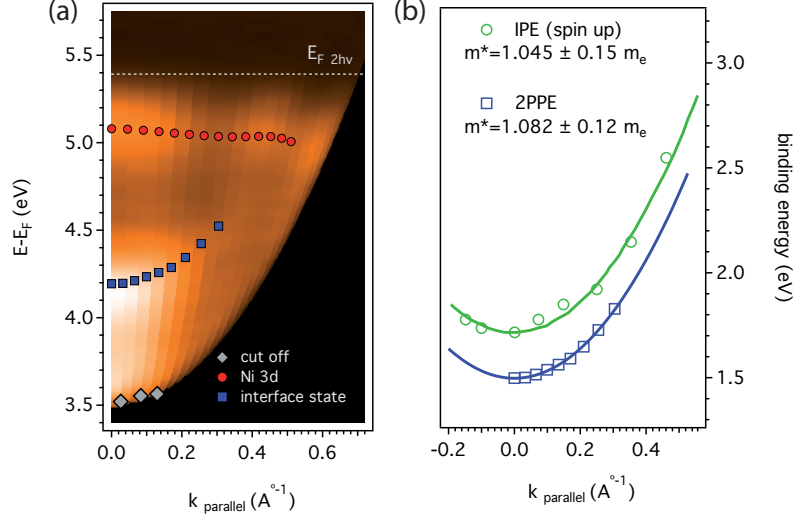 (a)
E_F 2hv
5.5
5.0
4.5
4.0
3.5
E-E_F (eV)
cut off
Ni 3d
interface state
0.0 0.2 0.4 0.6
k parallel (A°⁻¹)
(b)
IPE (spin up)
m*=1.045 ± 0.15 m_e
2PPE
m*=1.082 ± 0.12 m_e
3.0
2.5
2.0
1.5
binding energy
(eV)
-0.2 0.0 0.2 0.4
k parallel (A°⁻¹)